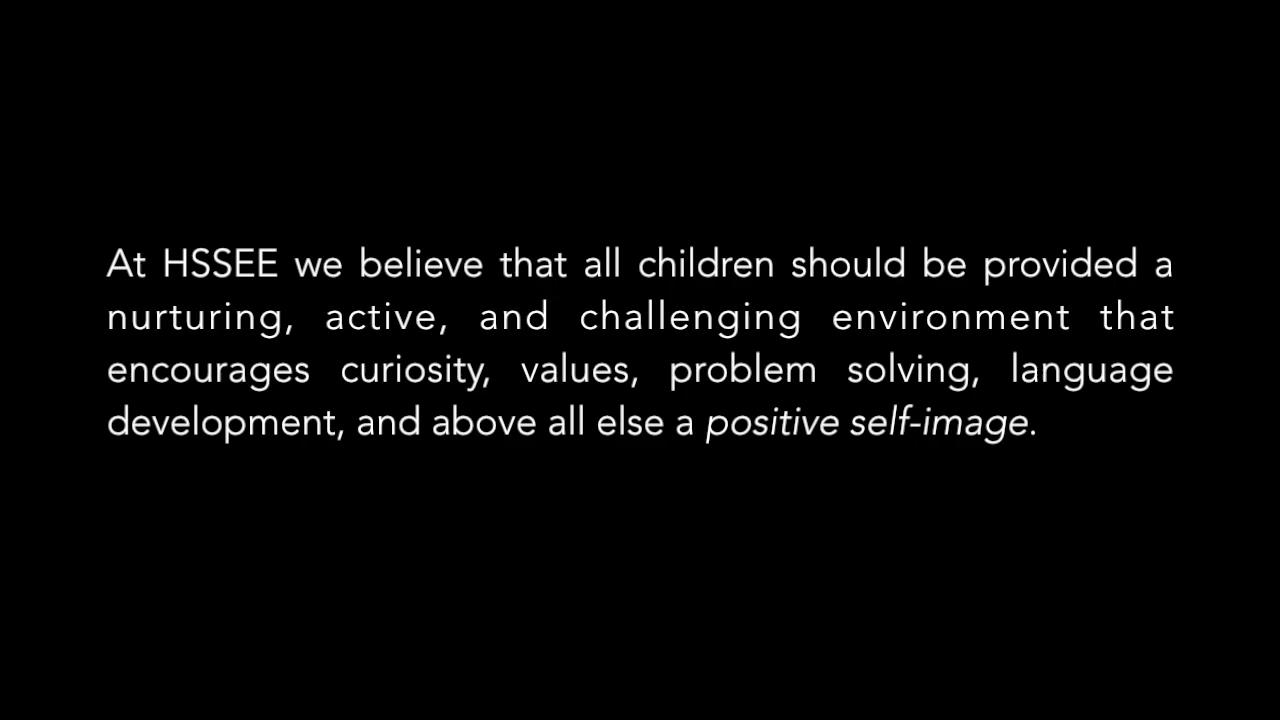 At HSSEE we believe that all children should be provided a
nurturing, active, and challenging environment that
encourages curiosity, values, problem solving, language
development, and above all else a positive self-image.